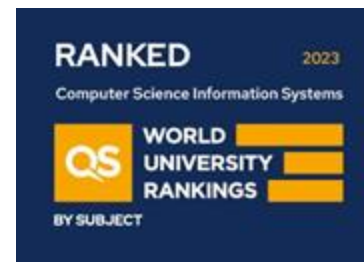 RANKED 2023
Computer Science Information Systems
QS
WORLD
UNIVERSITY
RANKINGS
BY SUBJECT